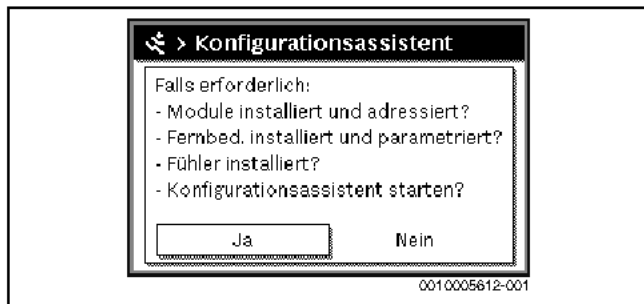 > Konfigurationsassistent
Falls erforderlich:
- Module installiert und adressiert?
- Fernbed. installiert und parametriert?
- Fühler installiert?
- Konfigurationsassistent starten?
Ja Nein
0010005612-001